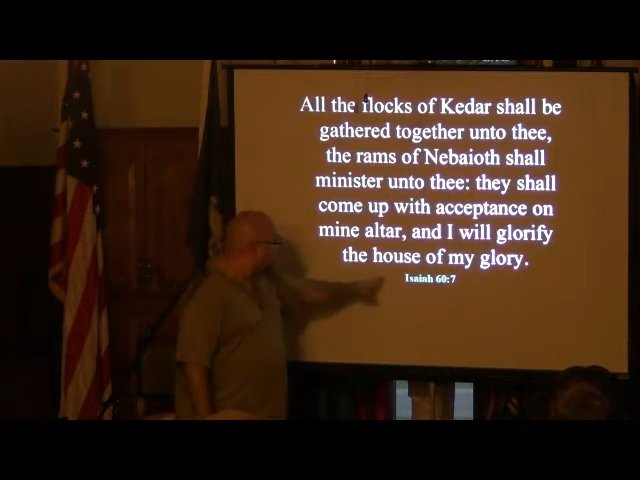 All the flocks of Kedar shall be
gathered together unto thee,
the rams of Nebaioth shall
minister unto thee: they shall
come up with acceptance on
mine altar, and I will glorify
the house of my glory.
Isaiah 60:7